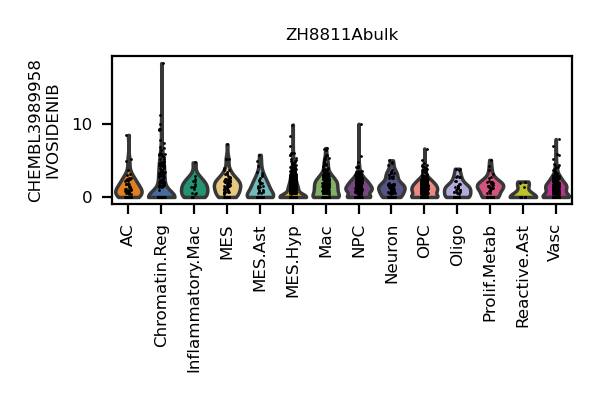 ZH8811Abulk
CHEMBL3989958
IVOSIDENIB
10
0
AC
Chromatin.Reg
Inflammatory.Mac
MES
MES.Ast
MES.Hyp
Mac
NPC
Neuron
OPC
Oligo
Prolif.Metab
Reactive.Ast
Vasc